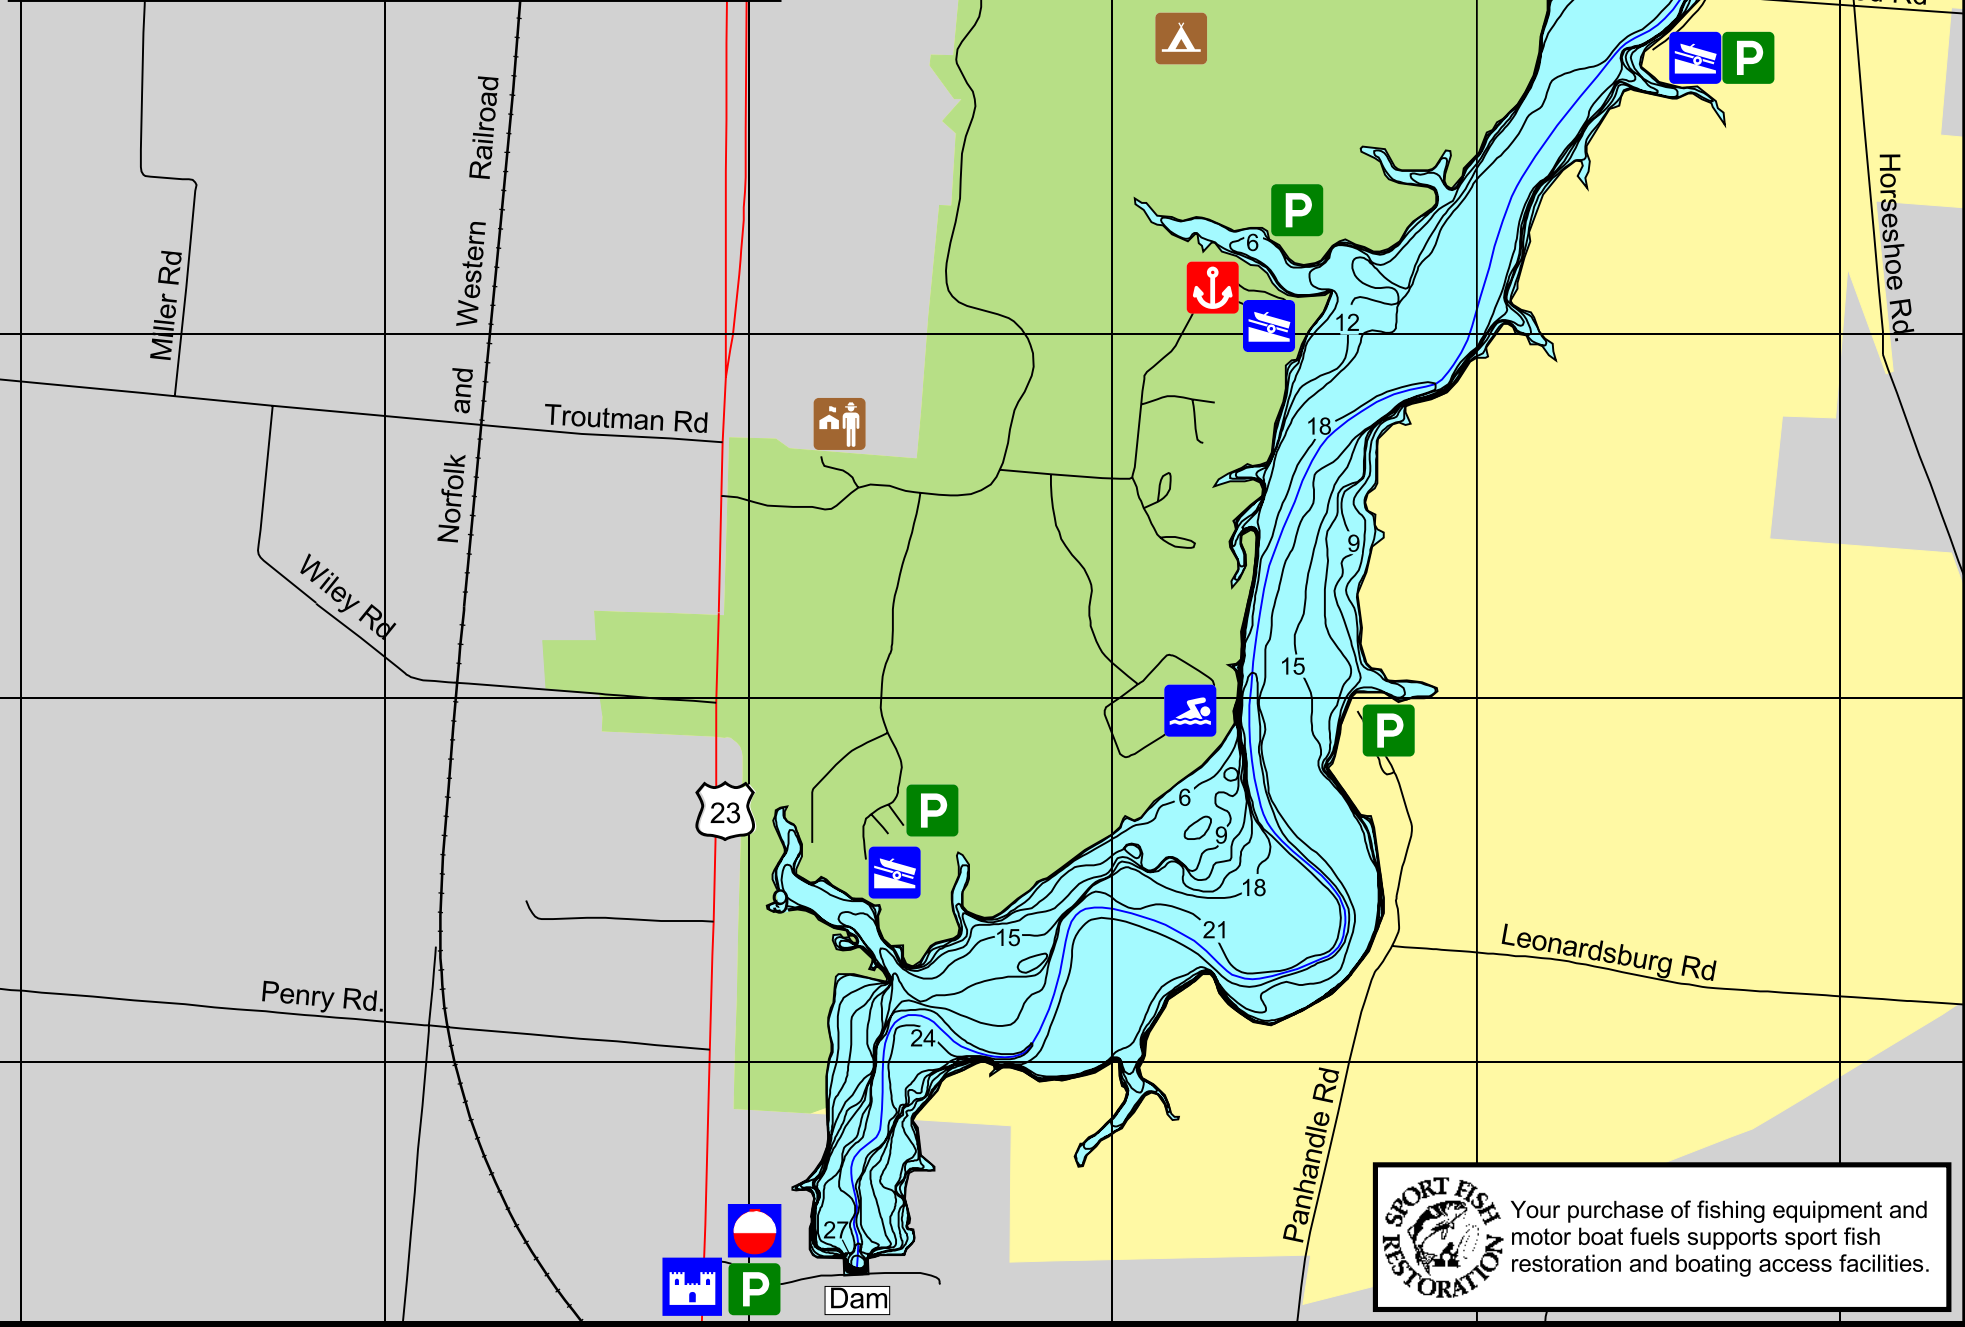 P
Railroad
Western
and
Norfolk
Miller Rd
Horseshoe Rd.
P
6
12
Troutman Rd
18
9
Wiley Rd
15
P
23
6
P
9
18
21
15
Leonardsburg Rd
Penry Rd.
24
Panhandle Rd
27
P
Dam
SPORT FISH
RESTORATION
Your purchase of fishing equipment and
motor boat fuels supports sport fish
restoration and boating access facilities.